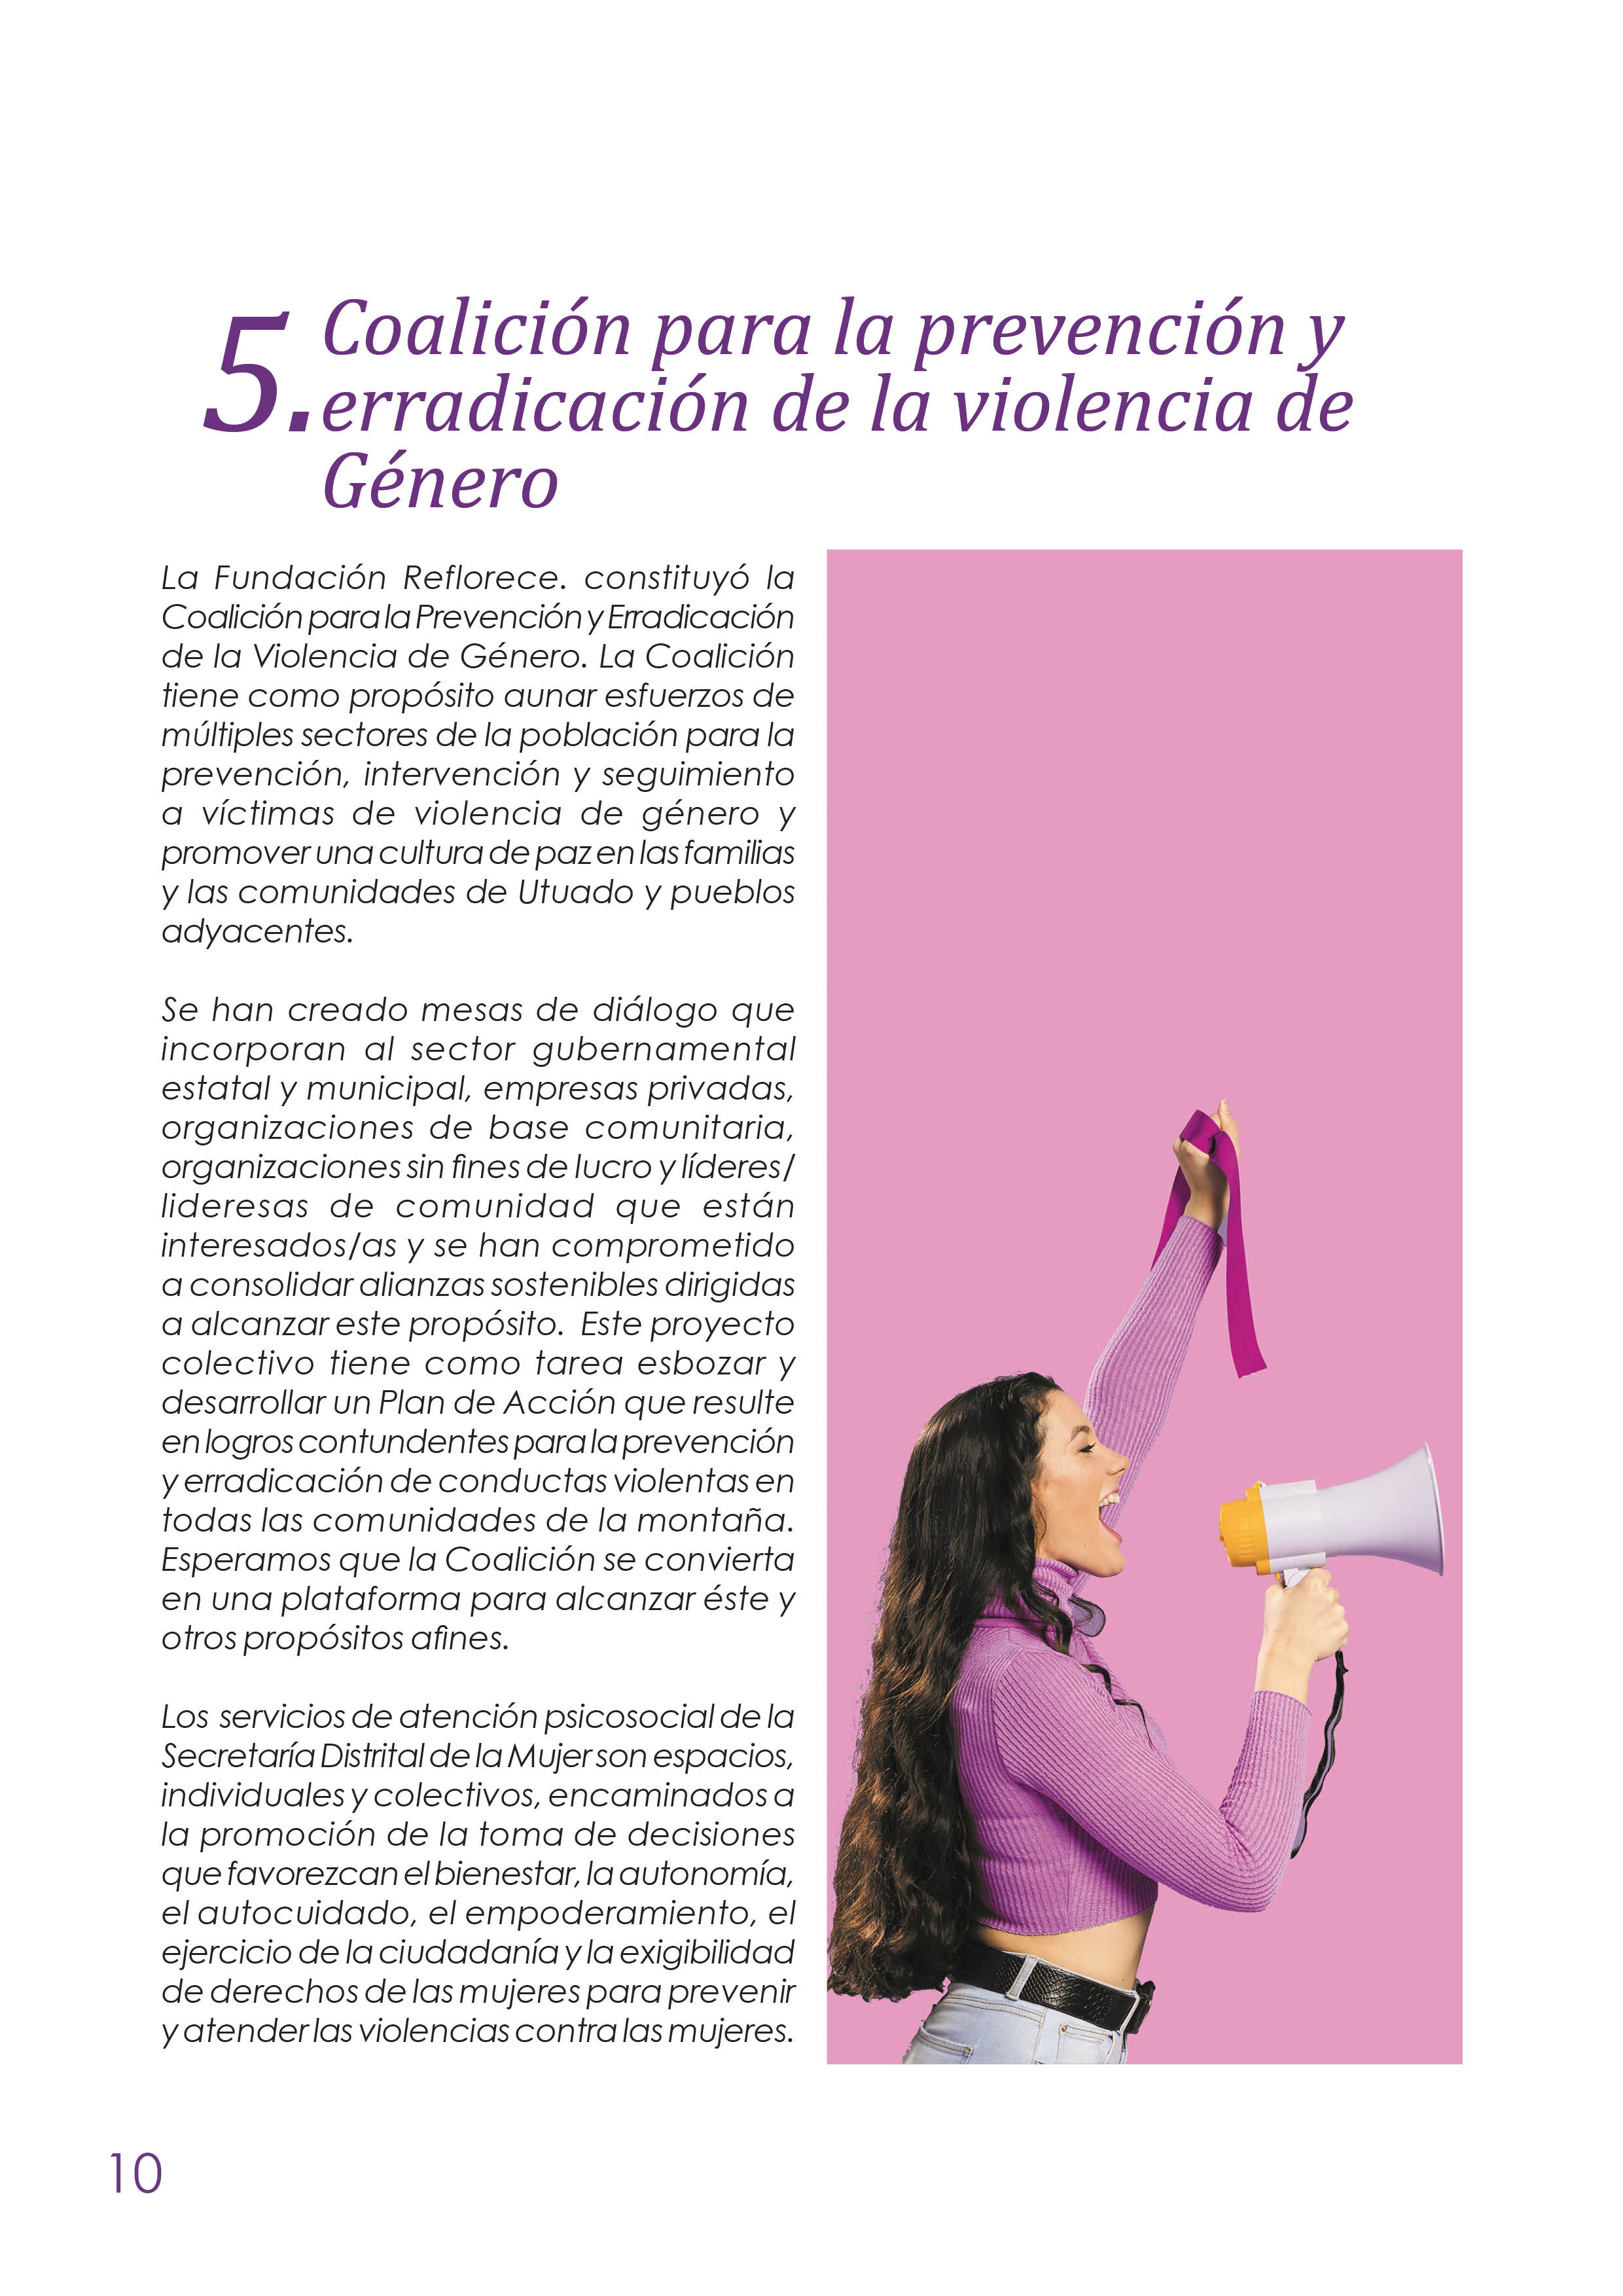 5.
Coalición para la prevención y
erradicación de la violencia de
Género
La Fundación Reflorece. constituyó la
Coalición para la Prevención y Erradicación
de la Violencia de Género. La Coalición
tiene como propósito aunar esfuerzos de
múltiples sectores de la población para la
prevención, intervención y seguimiento
a víctimas de violencia de género y
promover una cultura de paz en las familias
y las comunidades de Utuado y pueblos
adyacentes.
Se han creado mesas de diálogo que
incorporan al sector gubernamental
estatal y municipal, empresas privadas,
organizaciones de base comunitaria,
organizaciones sin fines de lucro y líderes/
lideresas de comunidad que están
interesados/as y se han comprometido
a consolidar alianzas sostenibles dirigidas
a alcanzar este propósito. Este proyecto
colectivo tiene como tarea esbozar y
desarrollar un Plan de Acción que resulte
en logros contundentes para la prevención
y erradicación de conductas violentas en
todas las comunidades de la montaña.
Esperamos que la Coalición se convierta
en una plataforma para alcanzar éste y
otros propósitos afines.
Los servicios de atención psicosocial de la
Secretaría Distrital de la Mujer son espacios,
individuales y colectivos, encaminados a
la promoción de la toma de decisiones
que favorezcan el bienestar, la autonomía,
el autocuidado, el empoderamiento, el
ejercicio de la ciudadanía y la exigibilidad
de derechos de las mujeres para prevenir
y atender las violencias contra las mujeres.
10